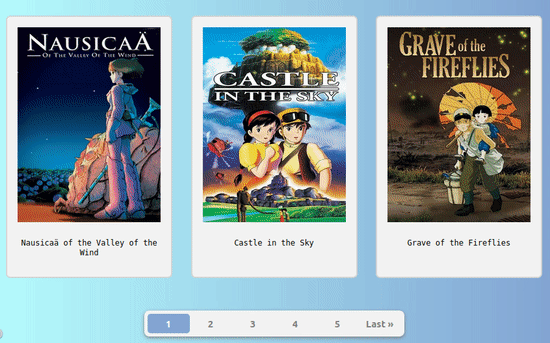 NAUSICAÄ
OF THE VALLEY OF THE WIND
CASTLE
IN THE SKY
GRAVE of the
FIREFLIES
Nausicaä of the Valley of the
Wind
Castle in the Sky
Grave of the Fireflies
1 2 3 4 5 Last »